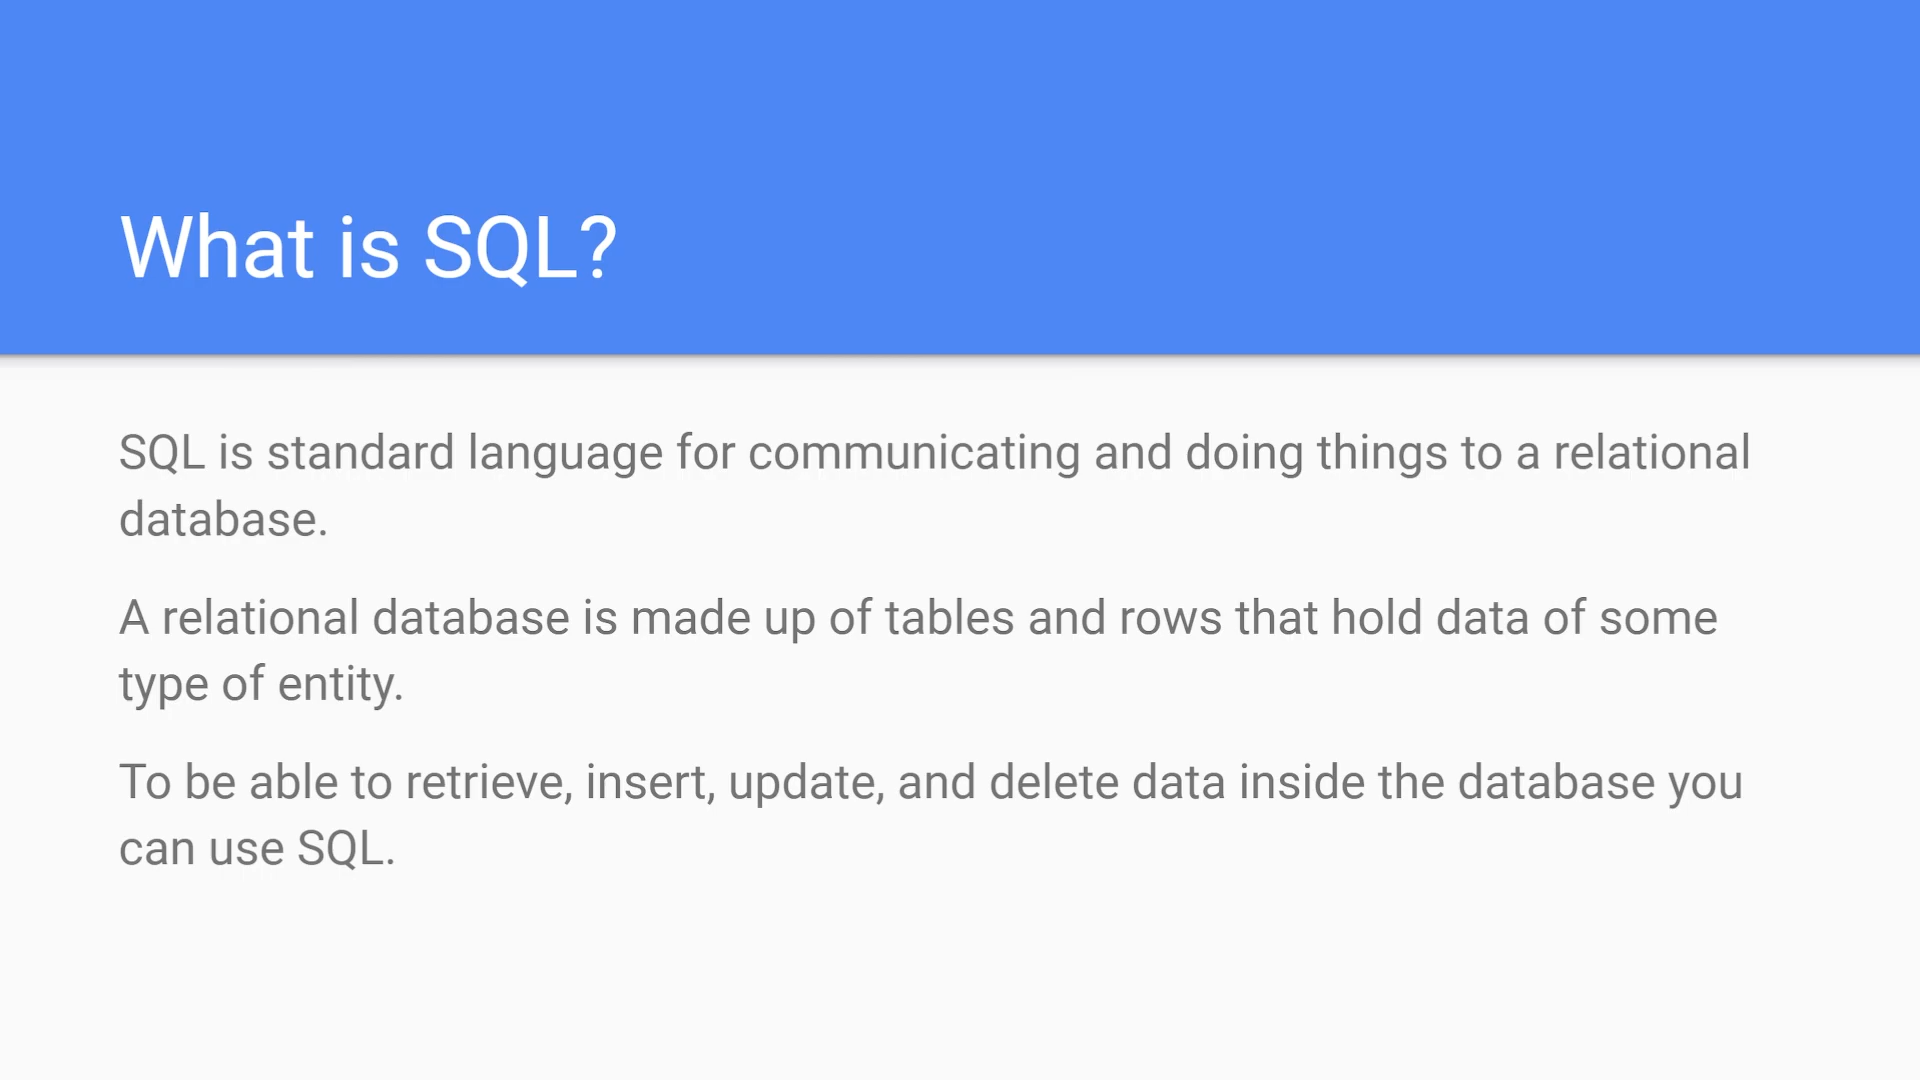 What is SQL?
SQL is standard language for communicating and doing things to a relational
database.
A relational database is made up of tables and rows that hold data of some
type of entity.
To be able to retrieve, insert, update, and delete data inside the database you
can use SQL.